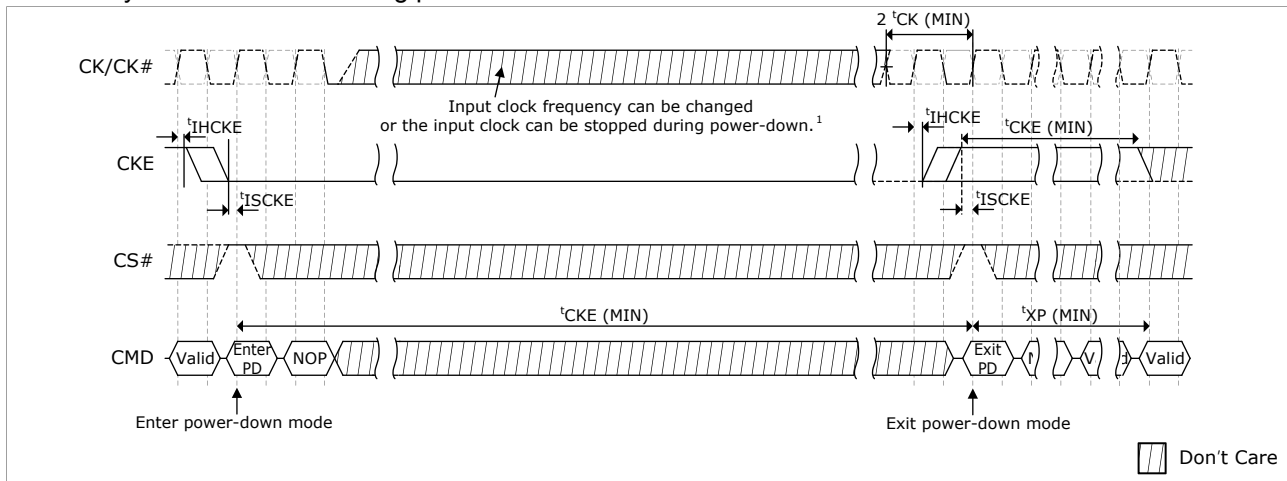 2 tCK (MIN)
CK/CK#
Input clock frequency can be changed
or the input clock can be stopped during power-down.1
tIHCKE
tIHCKE
tCKE (MIN)
CKE
tISCKE
tISCKE
CS#
tCKE (MIN)
tXP (MIN)
CMD
Valid
Enter PD
NOP
Exit PD
Valid
Enter power-down mode
Exit power-down mode
Don't Care